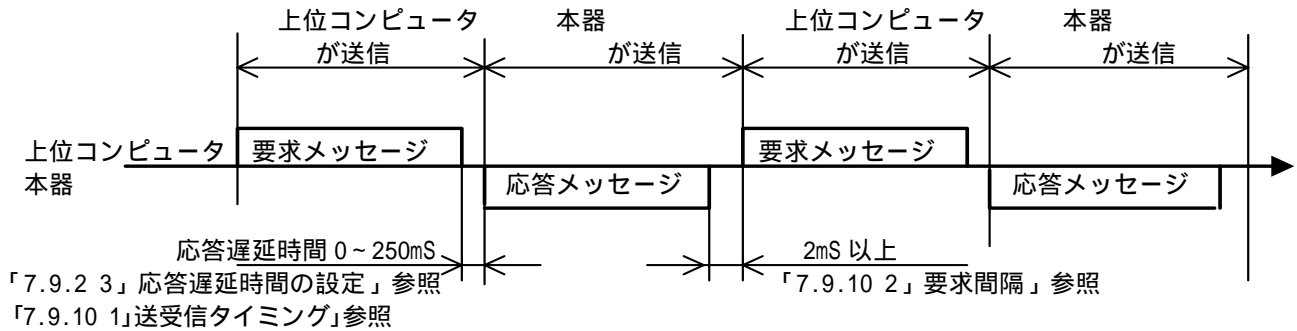 上位コンピュータ 本器 上位コンピュータ 本器
が送信 が送信 が送信 が送信
上位コンピュータ 要求メッセージ 要求メッセージ
本器 応答メッセージ 応答メッセージ
応答遅延時間 0~250mS 2mS 以上
「7.9.2 3」応答遅延時間の設定」参照 「7.9.10 2」要求間隔」参照
「7.9.10 1」送受信タイミング」参照